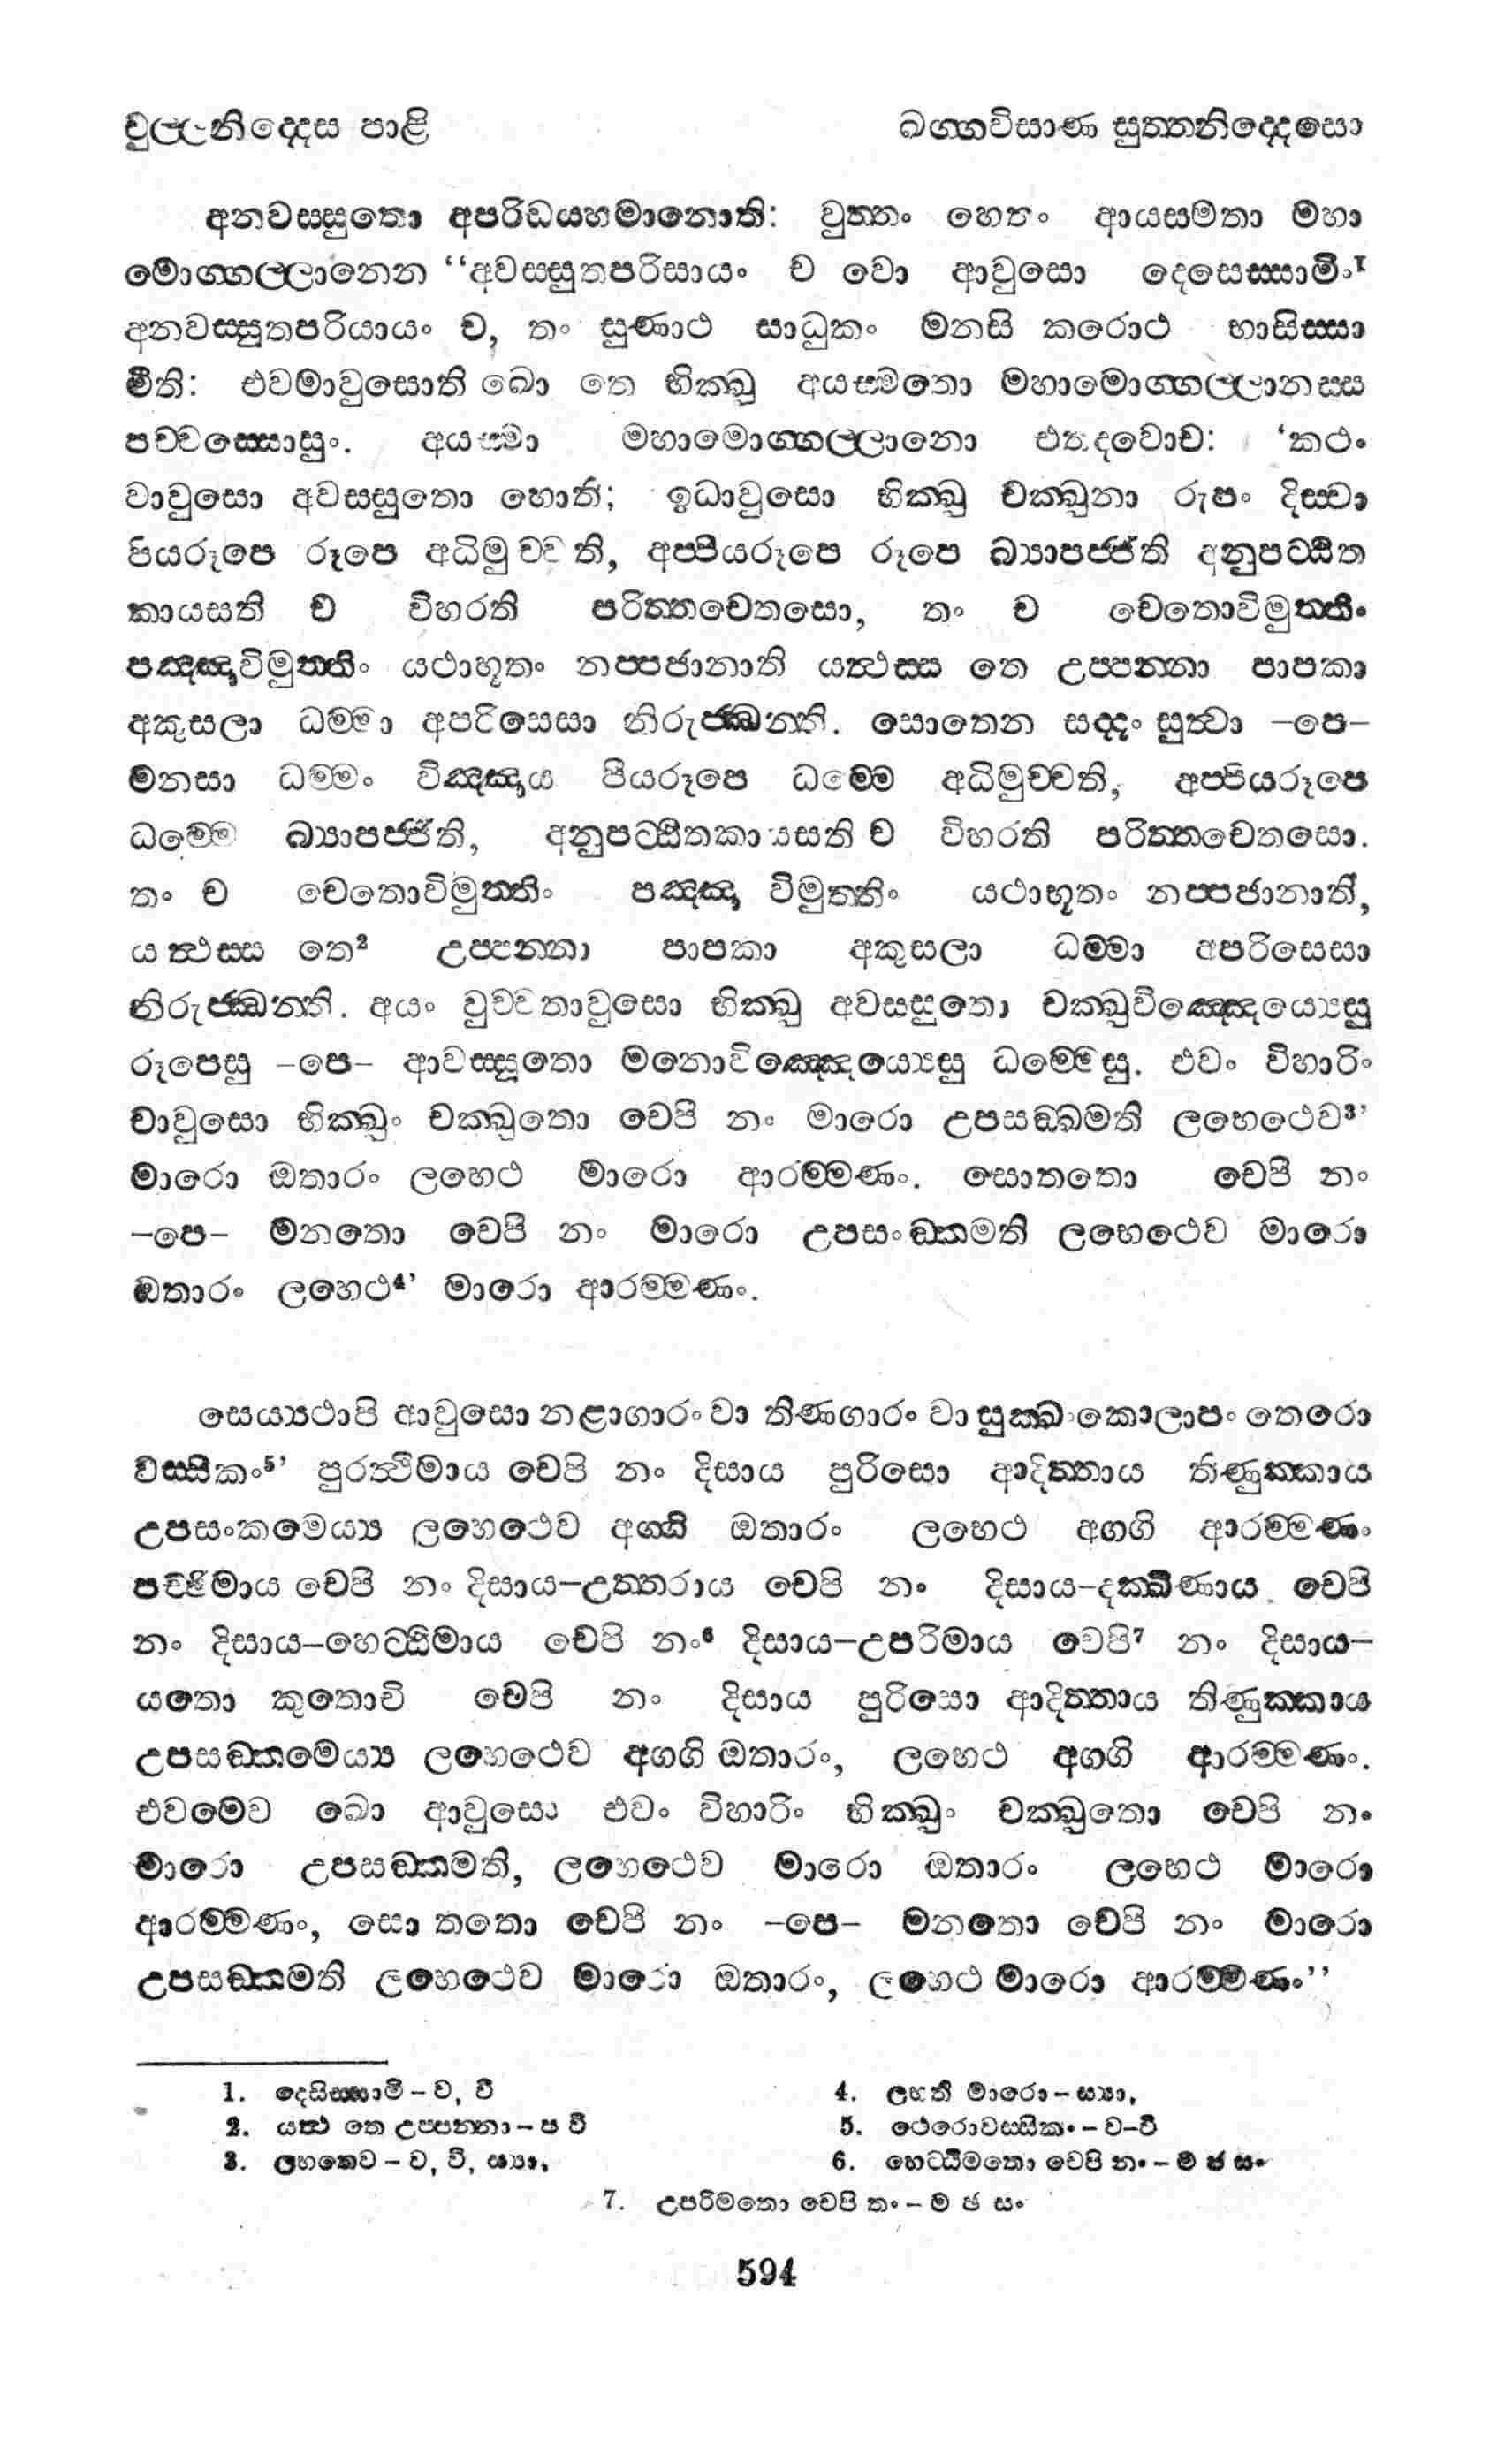 චුල්ලනිද්දෙස පාළි ඛග්ගවිසාණ සුත්තනිද්දෙසො
අනවස්සුතො අපරිඩය්හමානොති: වුත්තං හෙතං ආයස්මතා මහා
මොග්ගල්ලානෙන “අවස්සුතපරිසායං ච වො ආවුසො දෙසෙස්සාමිං¹
අනවස්සුතපරියායං ච, තං සුණාථ සාධුකං මනසි කරොථ භාසිස්සා
මීති: එවමාවුසොති ඛො තෙ භික්ඛු අයස්මතො මහාමොග්ගල්ලානස්ස
පච්චස්සොසුං. අයස්මා මහාමොග්ගල්ලානො එතදවොච: ‘කථං
වාවුසො අවස්සුතො හොති; ඉධාවුසො භික්ඛු චක්ඛුනා රුපං දිස්වා
පියරූපෙ රූපෙ අධිමුච්චති, අප්පියරූපෙ රූපෙ බ්‍යාපජ්ජති අනුපට්ඨිත
කායසති ච විහරති පරිත්තචෙතසො, තං ච චෙතොවිමුත්තිං
පඤ්ඤාවිමුත්තිං යථාභූතං නප්පජානාති යත්ථස්ස තෙ උප්පන්නා පාපකා
අකුසලා ධම්මා අපරිසෙසා නිරුජ්ඣන්ති. සොතෙන සද්දං සුත්වා –පෙ–
මනසා ධම්මං විඤ්ඤාය පියරූපෙ ධම්මෙ අධිමුච්චති, අප්පියරූපෙ
ධම්මෙ බ්‍යාපජ්ජති, අනුපට්ඨිතකායසති ච විහරති පරිත්තචෙතසො.
තං ච චෙතොවිමුත්තිං පඤ්ඤා විමුත්තිං යථාභූතං නප්පජානාති,
යත්ථස්ස තෙ² උප්පන්නා පාපකා අකුසලා ධම්මා අපරිසෙසා
නිරුජ්ඣන්ති. අයං වුච්චතාවුසො භික්ඛු අවස්සුතො චක්ඛුවිඤ්ඤෙය්‍යෙසු
රූපෙසු –පෙ– ආවස්සූතො මනොවිඤ්ඤෙය්‍යෙසු ධම්මෙසු. එවං විහාරිං
චාවුසො භික්ඛුං චක්ඛුතො චෙපි නං මාරො උපසඞ්ඛමති ලභෙථෙව³’
මාරො ඔතාරං ලභෙථ මාරො ආරම්මණං. සොතතො චෙපි නං
–පෙ– මනතො චෙපි නං මාරො උපසංඞ්කමති ලභෙථෙව මාරො
ඔතාරං ලභෙථ⁴’ මාරො ආරම්මණං.
සෙය්‍යථාපි ආවුසො නළාගාරං වා තිණගාරං වා සුක්ඛං කොලාපං තෙරො
වස්සිකං⁵’ පුරත්ථිමාය චෙපි නං දිසාය පුරිසො ආදිත්තාය තිණුක්කාය
උපසංකමෙය්‍ය ලභෙථෙව අග්ගි ඔතාරං ලභෙථ අග්ගි ආරම්මණං
පච්ඡිමාය චෙපි නං දිසාය–උත්තරාය චෙපි නං දිසාය–දක්ඛිණාය චෙපි
නං දිසාය–හෙට්ඨිමාය චෙපි නං⁶ දිසාය–උපරිමාය චෙපි⁷ නං දිසාය–
යතො කුතොචි චෙපි නං දිසාය පුරිසො ආදිත්තාය තිණුක්කාය
උපසඞ්කමෙය්‍ය ලභෙථෙව අග්ගි ඔතාරං, ලභෙථ අග්ගි ආරම්මණං.
එවමෙව ඛො ආවුසො එවං විහාරිං භික්ඛුං චක්ඛුතො චෙපි නං
මාරො උපසඞ්කමති, ලභෙථෙව මාරො ඔතාරං ලභෙථ මාරො
ආරම්මණං, සො තතො චෙපි නං –පෙ– මනතො චෙපි නං මාරො
උපසඞ්කමති ලභෙථෙව මාරො ඔතාරං, ලභෙථ මාරො ආරම්මණං’’
1. දෙසිස්සාමි – ව, වි 4. ලභති මාරො – ස්‍යා,
2. යත්ථ තෙ උප්පන්නා – ප වි 5. ථෙරොවස්සිකං – ව–වි
3. ලභතෙව – ව, වි, ස්‍යා, 6. හෙට්ඨිමතො චෙපි නං – ම ඡ සං
7. උපරිමතො චෙපි තං – ම ඡ සං
594